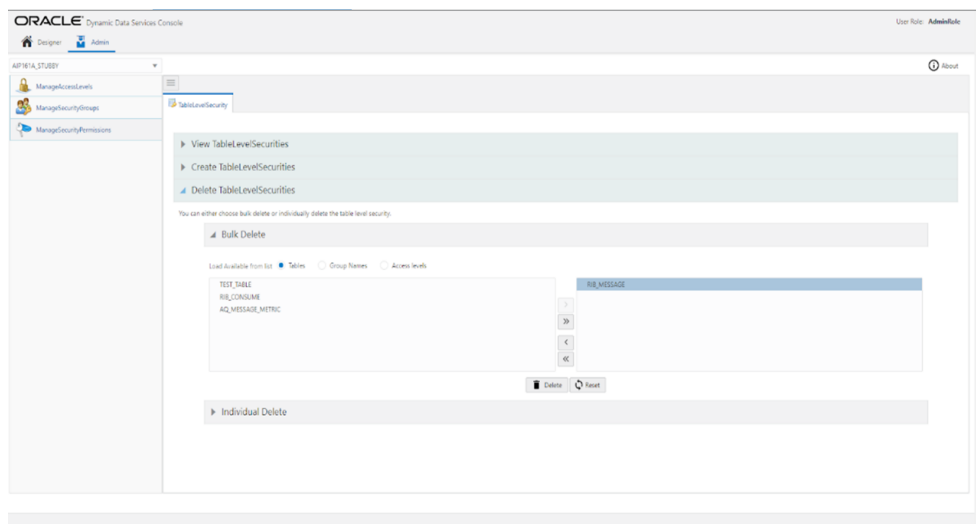 ORACLE Dynamic Data Services Console
User Role: AdminRole
Designer Admin
AIP161A_STUBBY
About
ManageAccessLevels
ManageSecurityGroups
ManageSecurityPermissions
TableLevelSecurity
View TableLevelSecurities
Create TableLevelSecurities
Delete TableLevelSecurities
You can either choose bulk delete or individually delete the table level security.
Bulk Delete
Load Available from list Tables Group Names Access levels
TEST_TABLE
RIB_CONSUME
AQ_MESSAGE_METRIC
RIB_MESSAGE
Delete Reset
Individual Delete